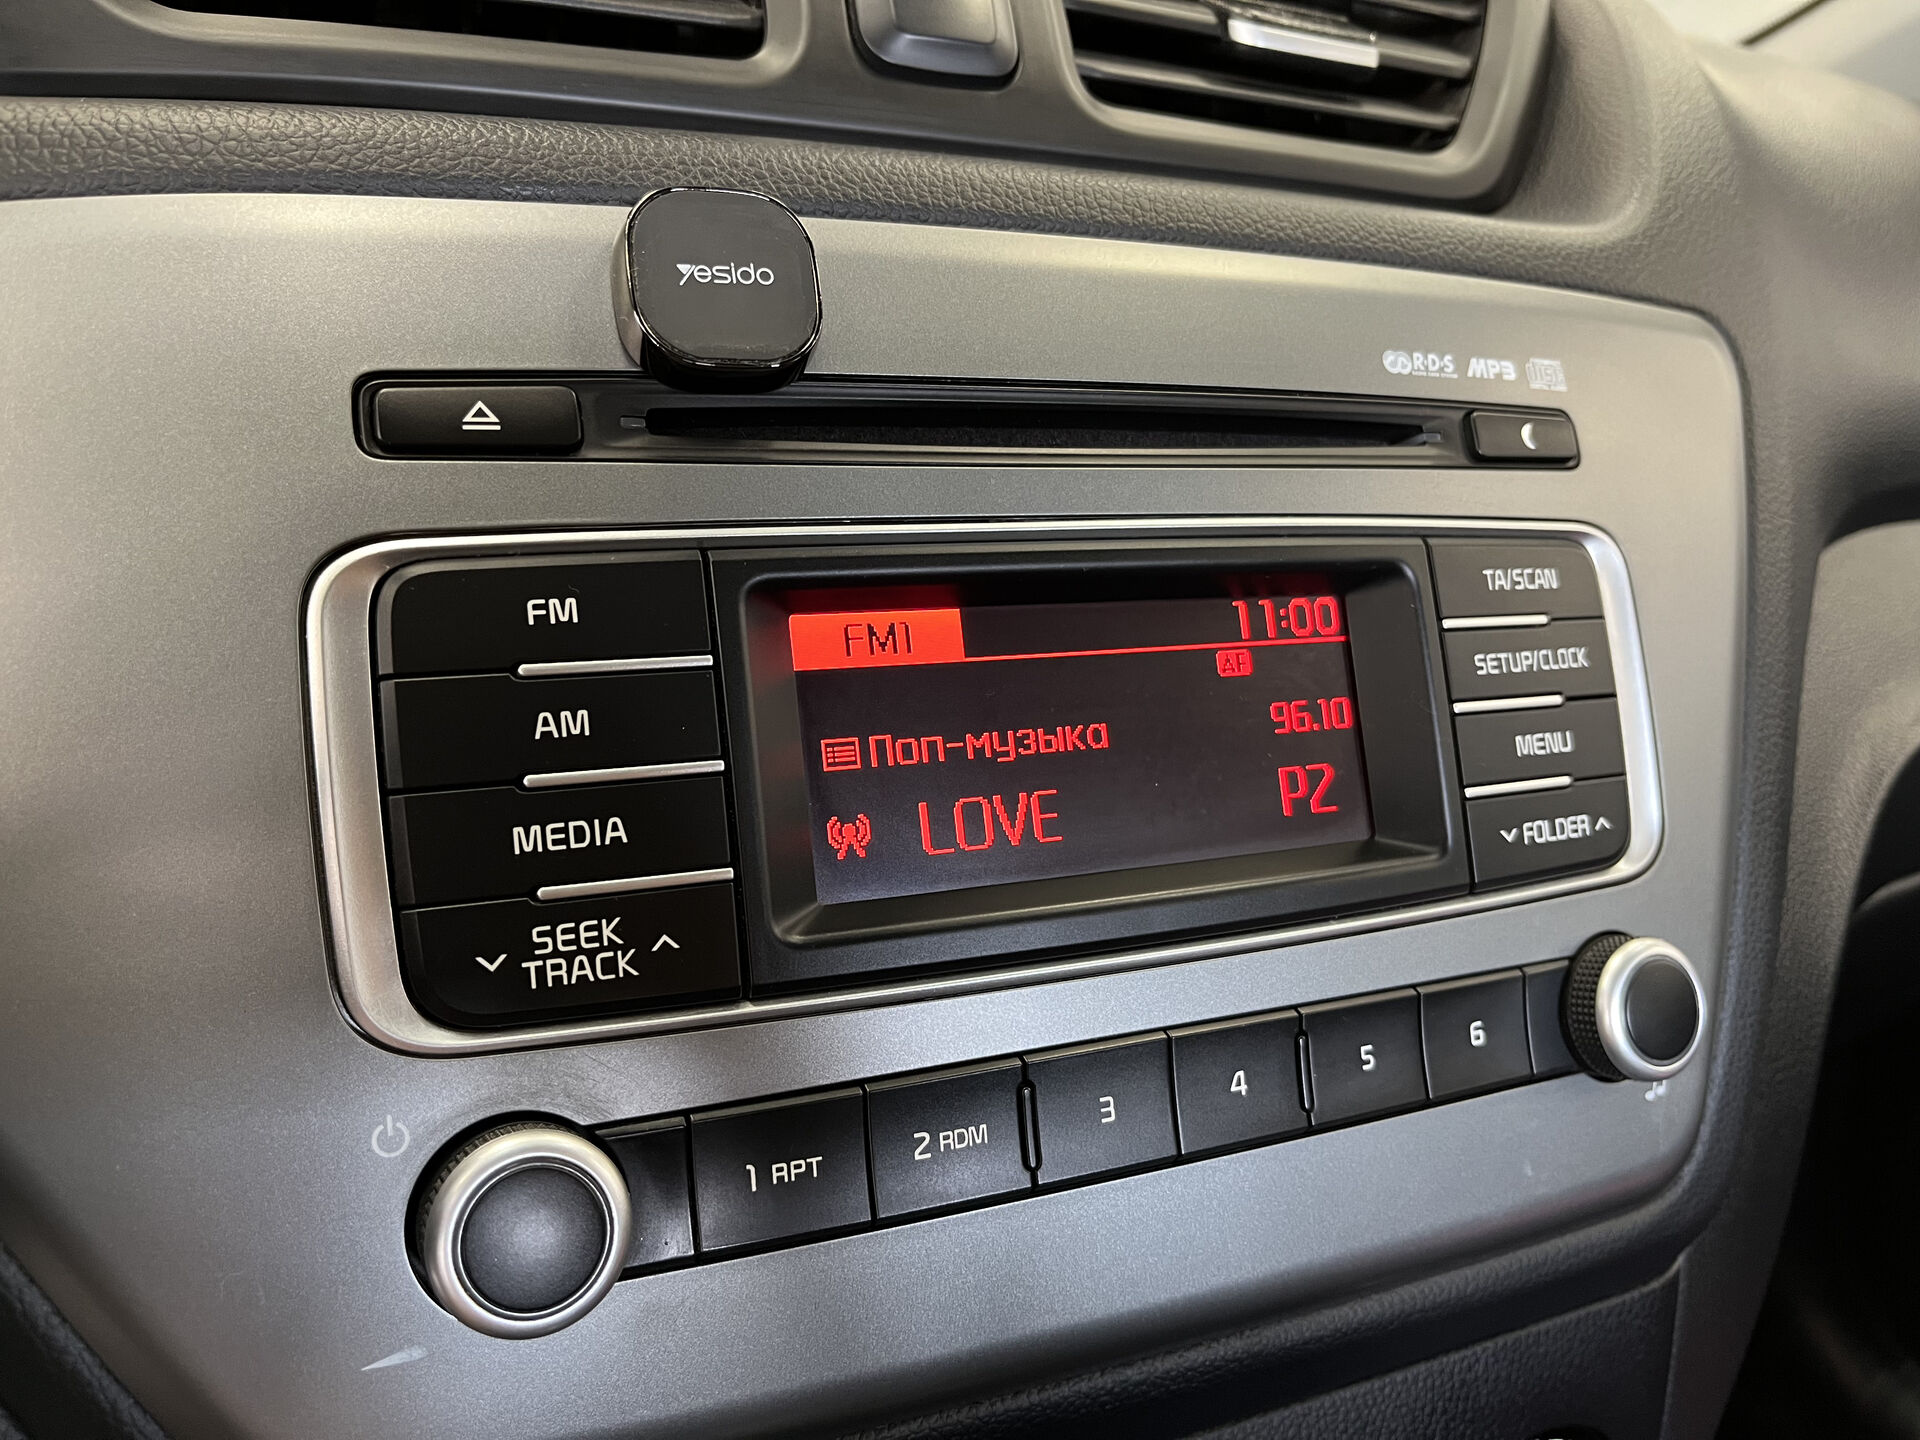 Yesido
R·D·S MP3
FM
AM
MEDIA
SEEK
TRACK
FM1 11:00
AF
Поп-музыка 96.10
LOVE P2
TA/SCAN
SETUP/CLOCK
MENU
FOLDER
1 RPT
2 RDM
3
4
5
6